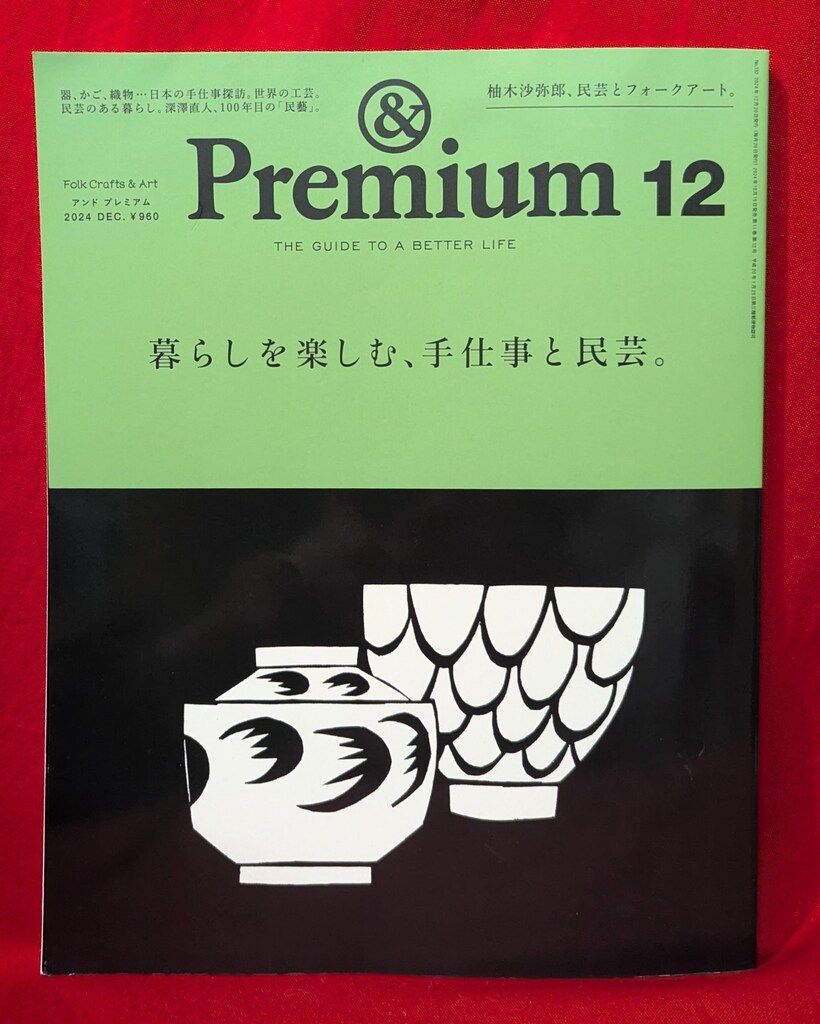 器、かご、織物…日本の手仕事探訪。世界の工芸。
民芸のある暮らし。深澤直人、100年目の「民藝」。
柚木沙弥郎、民芸とフォークアート。
&
Premium 12
Folk Crafts & Art
アンド プレミアム
2024 DEC. ¥960
THE GUIDE TO A BETTER LIFE
暮らしを楽しむ、手仕事と民芸。